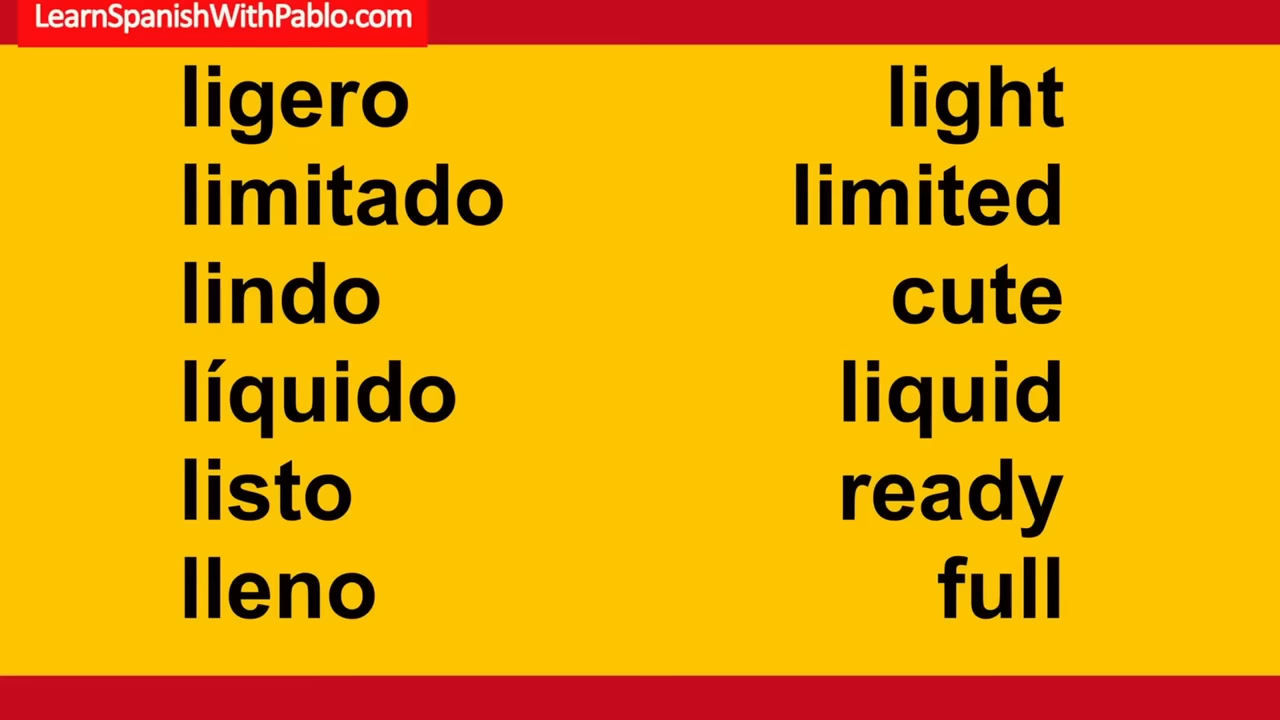 LearnSpanishWithPablo.com
ligero light
limitado limited
lindo cute
líquido liquid
listo ready
lleno full